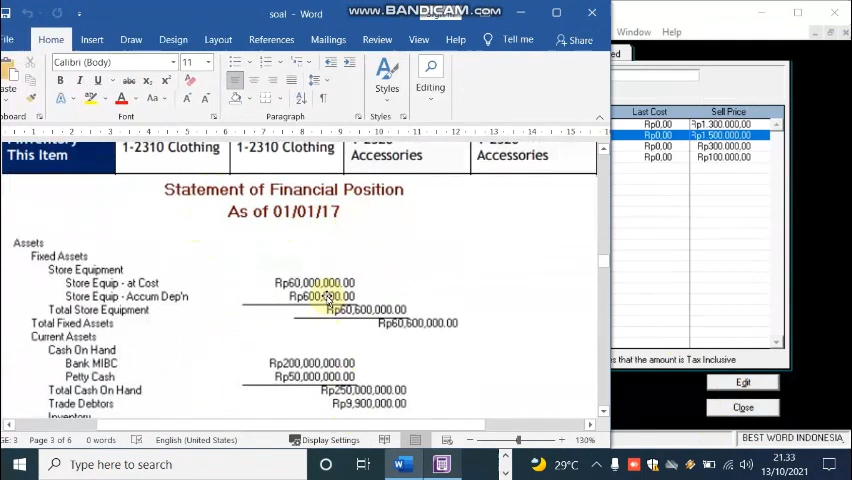 soal - Word
WWW.BANDICAM.COM
File Home Insert Draw Design Layout References Mailings Review View Help Tell me Share
Calibri (Body) 11
Styles Editing
Clipboard Font Paragraph Styles
This Item 1-2310 Clothing 1-2310 Clothing Accessories Accessories
Statement of Financial Position
As of 01/01/17
Assets
Fixed Assets
Store Equipment
Store Equip - at Cost Rp60,000,000.00
Store Equip - Accum Dep'n Rp600,000.00
Total Store Equipment Rp60,600,000.00
Total Fixed Assets Rp60,600,000.00
Current Assets
Cash On Hand
Bank MIBC Rp200,000,000.00
Petty Cash Rp50,000,000.00
Total Cash On Hand Rp250,000,000.00
Trade Debtors Rp9,900,000.00
Inventory
GE: 3 Page 3 of 6 0 words English (United States) Display Settings 130%
Window Help
Last Cost Sell Price
Rp0,00 Rp1.300.000,00
Rp0,00 Rp1.500.000,00
Rp0,00 Rp300.000,00
Rp0,00 Rp100.000,00
es that the amount is Tax Inclusive
Edit
Close
BEST WORD INDONESIA
Type here to search 29°C 21.33
13/10/2021